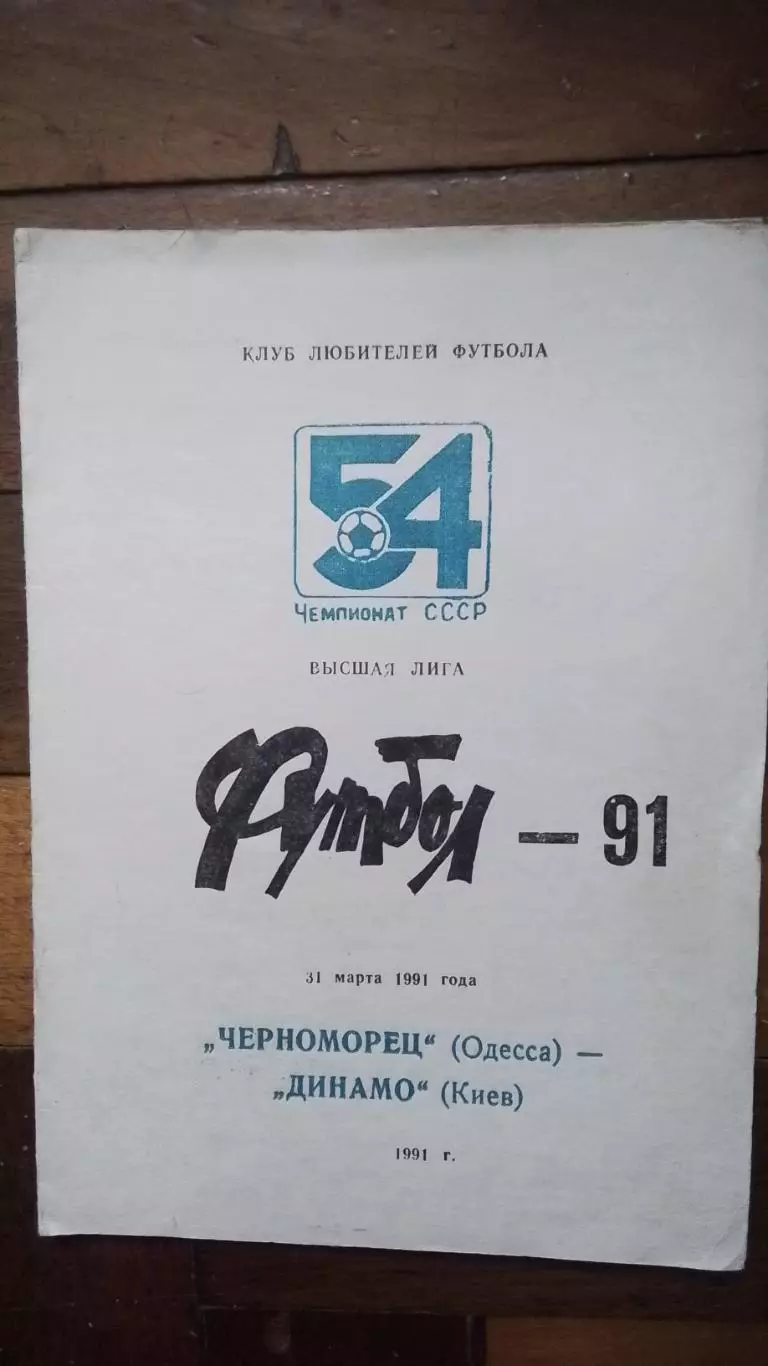 КЛУБ ЛЮБИТЕЛЕЙ ФУТБОЛА
54
ЧЕМПИОНАТ СССР
ВЫСШАЯ ЛИГА
Футбол — 91
31 марта 1991 года
„ЧЕРНОМОРЕЦ“ (Одесса) —
„ДИНАМО“ (Киев)
1991 г.